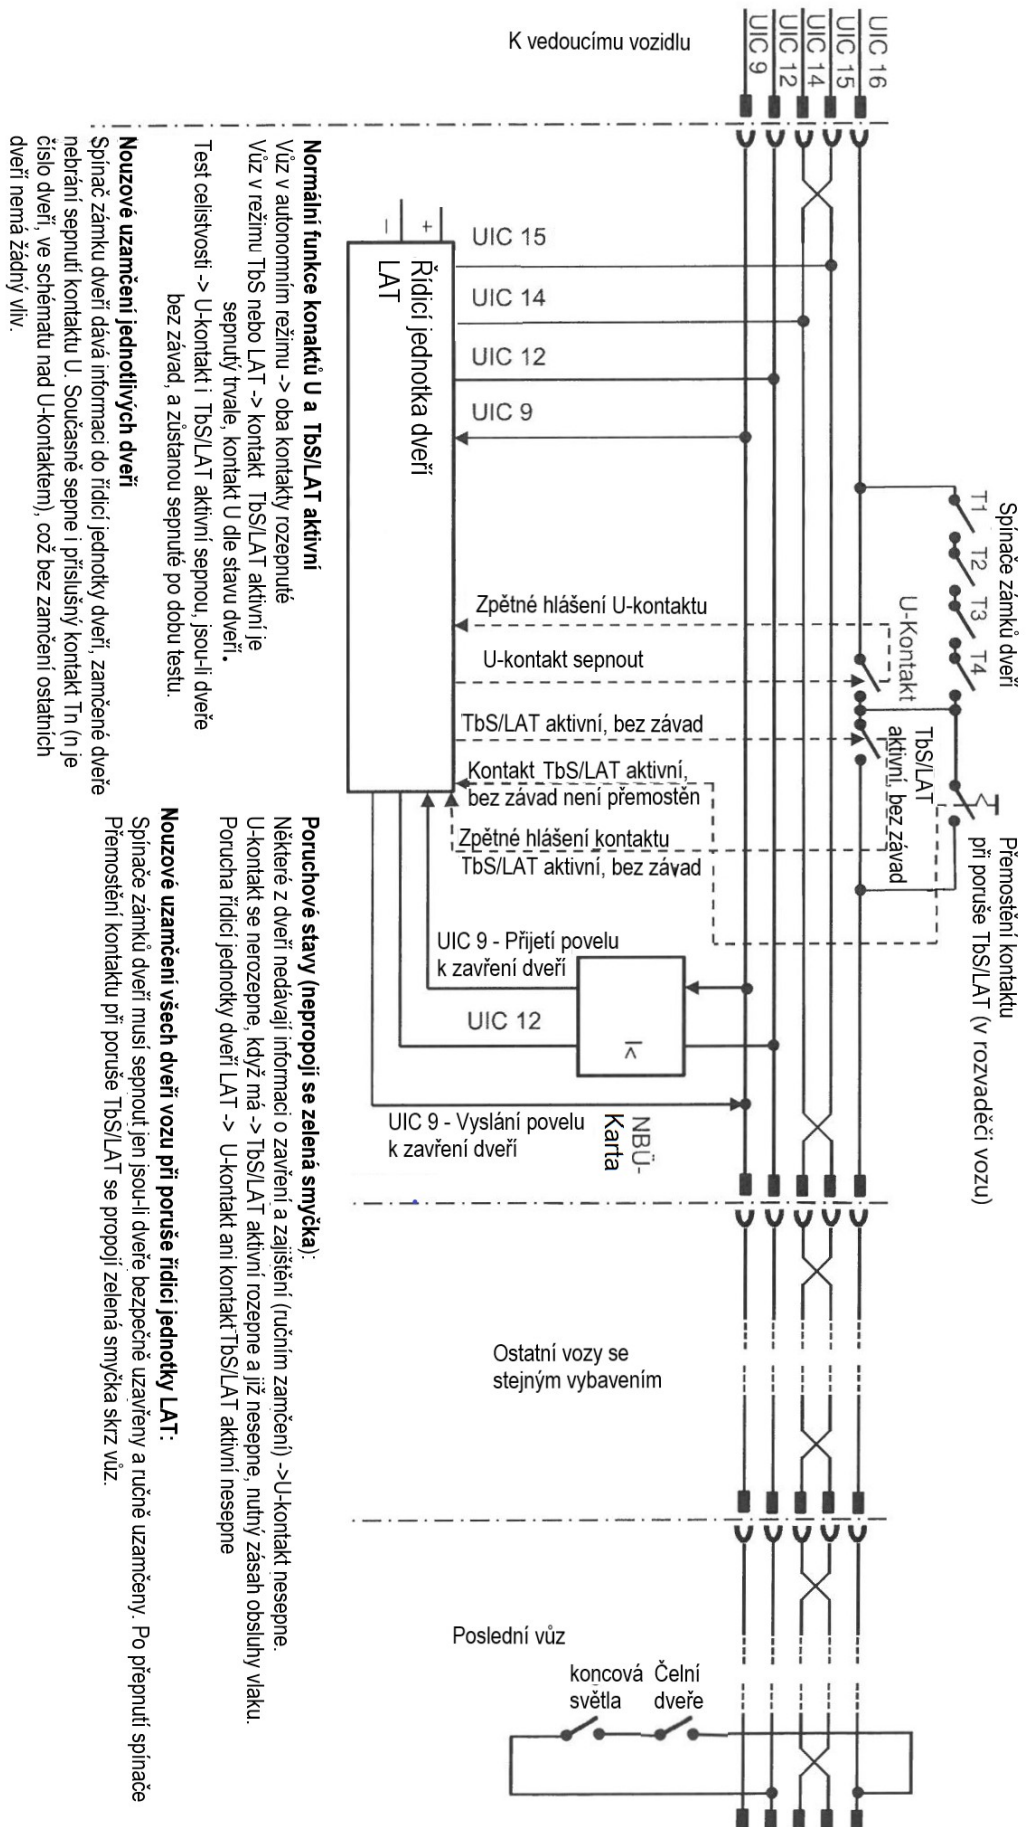 K vedoucímu vozidlu
UIC 16
UIC 15
UIC 14
UIC 12
UIC 9
Spínače zámků dveří
T1
T2
T3
T4
U-Kontakt
TbS/LAT
aktivní, bez závad
Přemostění kontaktu
při poruše TbS/LAT (v rozvaděči vozu)
UIC 15
UIC 14
UIC 12
UIC 9
Zpětné hlášení U-kontaktu
U-kontakt sepnout
TbS/LAT aktivní, bez závad
Kontakt TbS/LAT aktivní,
bez závad není přemostěn
Zpětné hlášení kontaktu
TbS/LAT aktivní, bez závad
+
−
Řídicí jednotka dveří
LAT
UIC 9 - Přijetí povelu
k zavření dveří
UIC 12
I<
NBÜ-
Karta
UIC 9 - Vyslání povelu
k zavření dveří
Ostatní vozy se
stejným vybavením
Poslední vůz
koncová
světla
Čelní
dveře
Normální funkce konaktů U a TbS/LAT aktivní
Vůz v autonomním režimu -> oba kontakty rozepnuté
Vůz v režimu TbS nebo LAT -> kontakt TbS/LAT aktivní je
sepnutý trvale, kontakt U dle stavu dveří.
Test celistvosti -> U-kontakt i TbS/LAT aktivní sepnou, jsou-li dveře
bez závad, a zůstanou sepnuté po dobu testu.
Nouzové uzamčení jednotlivých dveří
Spínač zámku dveří dává informaci do řídicí jednotky dveří, zamčené dveře
nebrání sepnutí kontaktu U. Současně sepne i příslušný kontakt Tn (n je
číslo dveří, ve schématu nad U-kontaktem), což bez zamčení ostatních
dveří nemá žádný vliv.
Poruchové stavy (nepropojí se zelená smyčka):
Některé z dveří nedávají informaci o zavření a zajištění (ručním zamčení) ->U-kontakt nesepne.
U-kontakt se nerozepne, když má -> TbS/LAT aktivní rozepne a již nesepne, nutný zásah obsluhy vlaku.
Porucha řídicí jednotky dveří LAT -> U-kontakt ani kontakt TbS/LAT aktivní nesepne
Nouzové uzamčení všech dveří vozu při poruše řídicí jednotky LAT:
Spínače zámků dveří musí sepnout jen jsou-li dveře bezpečně uzavřeny a ručně uzamčeny. Po přepnutí spínače
Přemostění kontaktu při poruše TbS/LAT se propojí zelená smyčka skrz vůz.